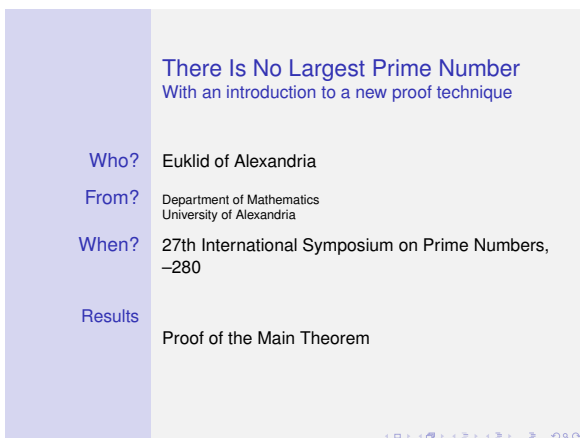 There Is No Largest Prime Number
With an introduction to a new proof technique
Who? Euklid of Alexandria
From? Department of Mathematics
University of Alexandria
When? 27th International Symposium on Prime Numbers,
–280
Results
Proof of the Main Theorem